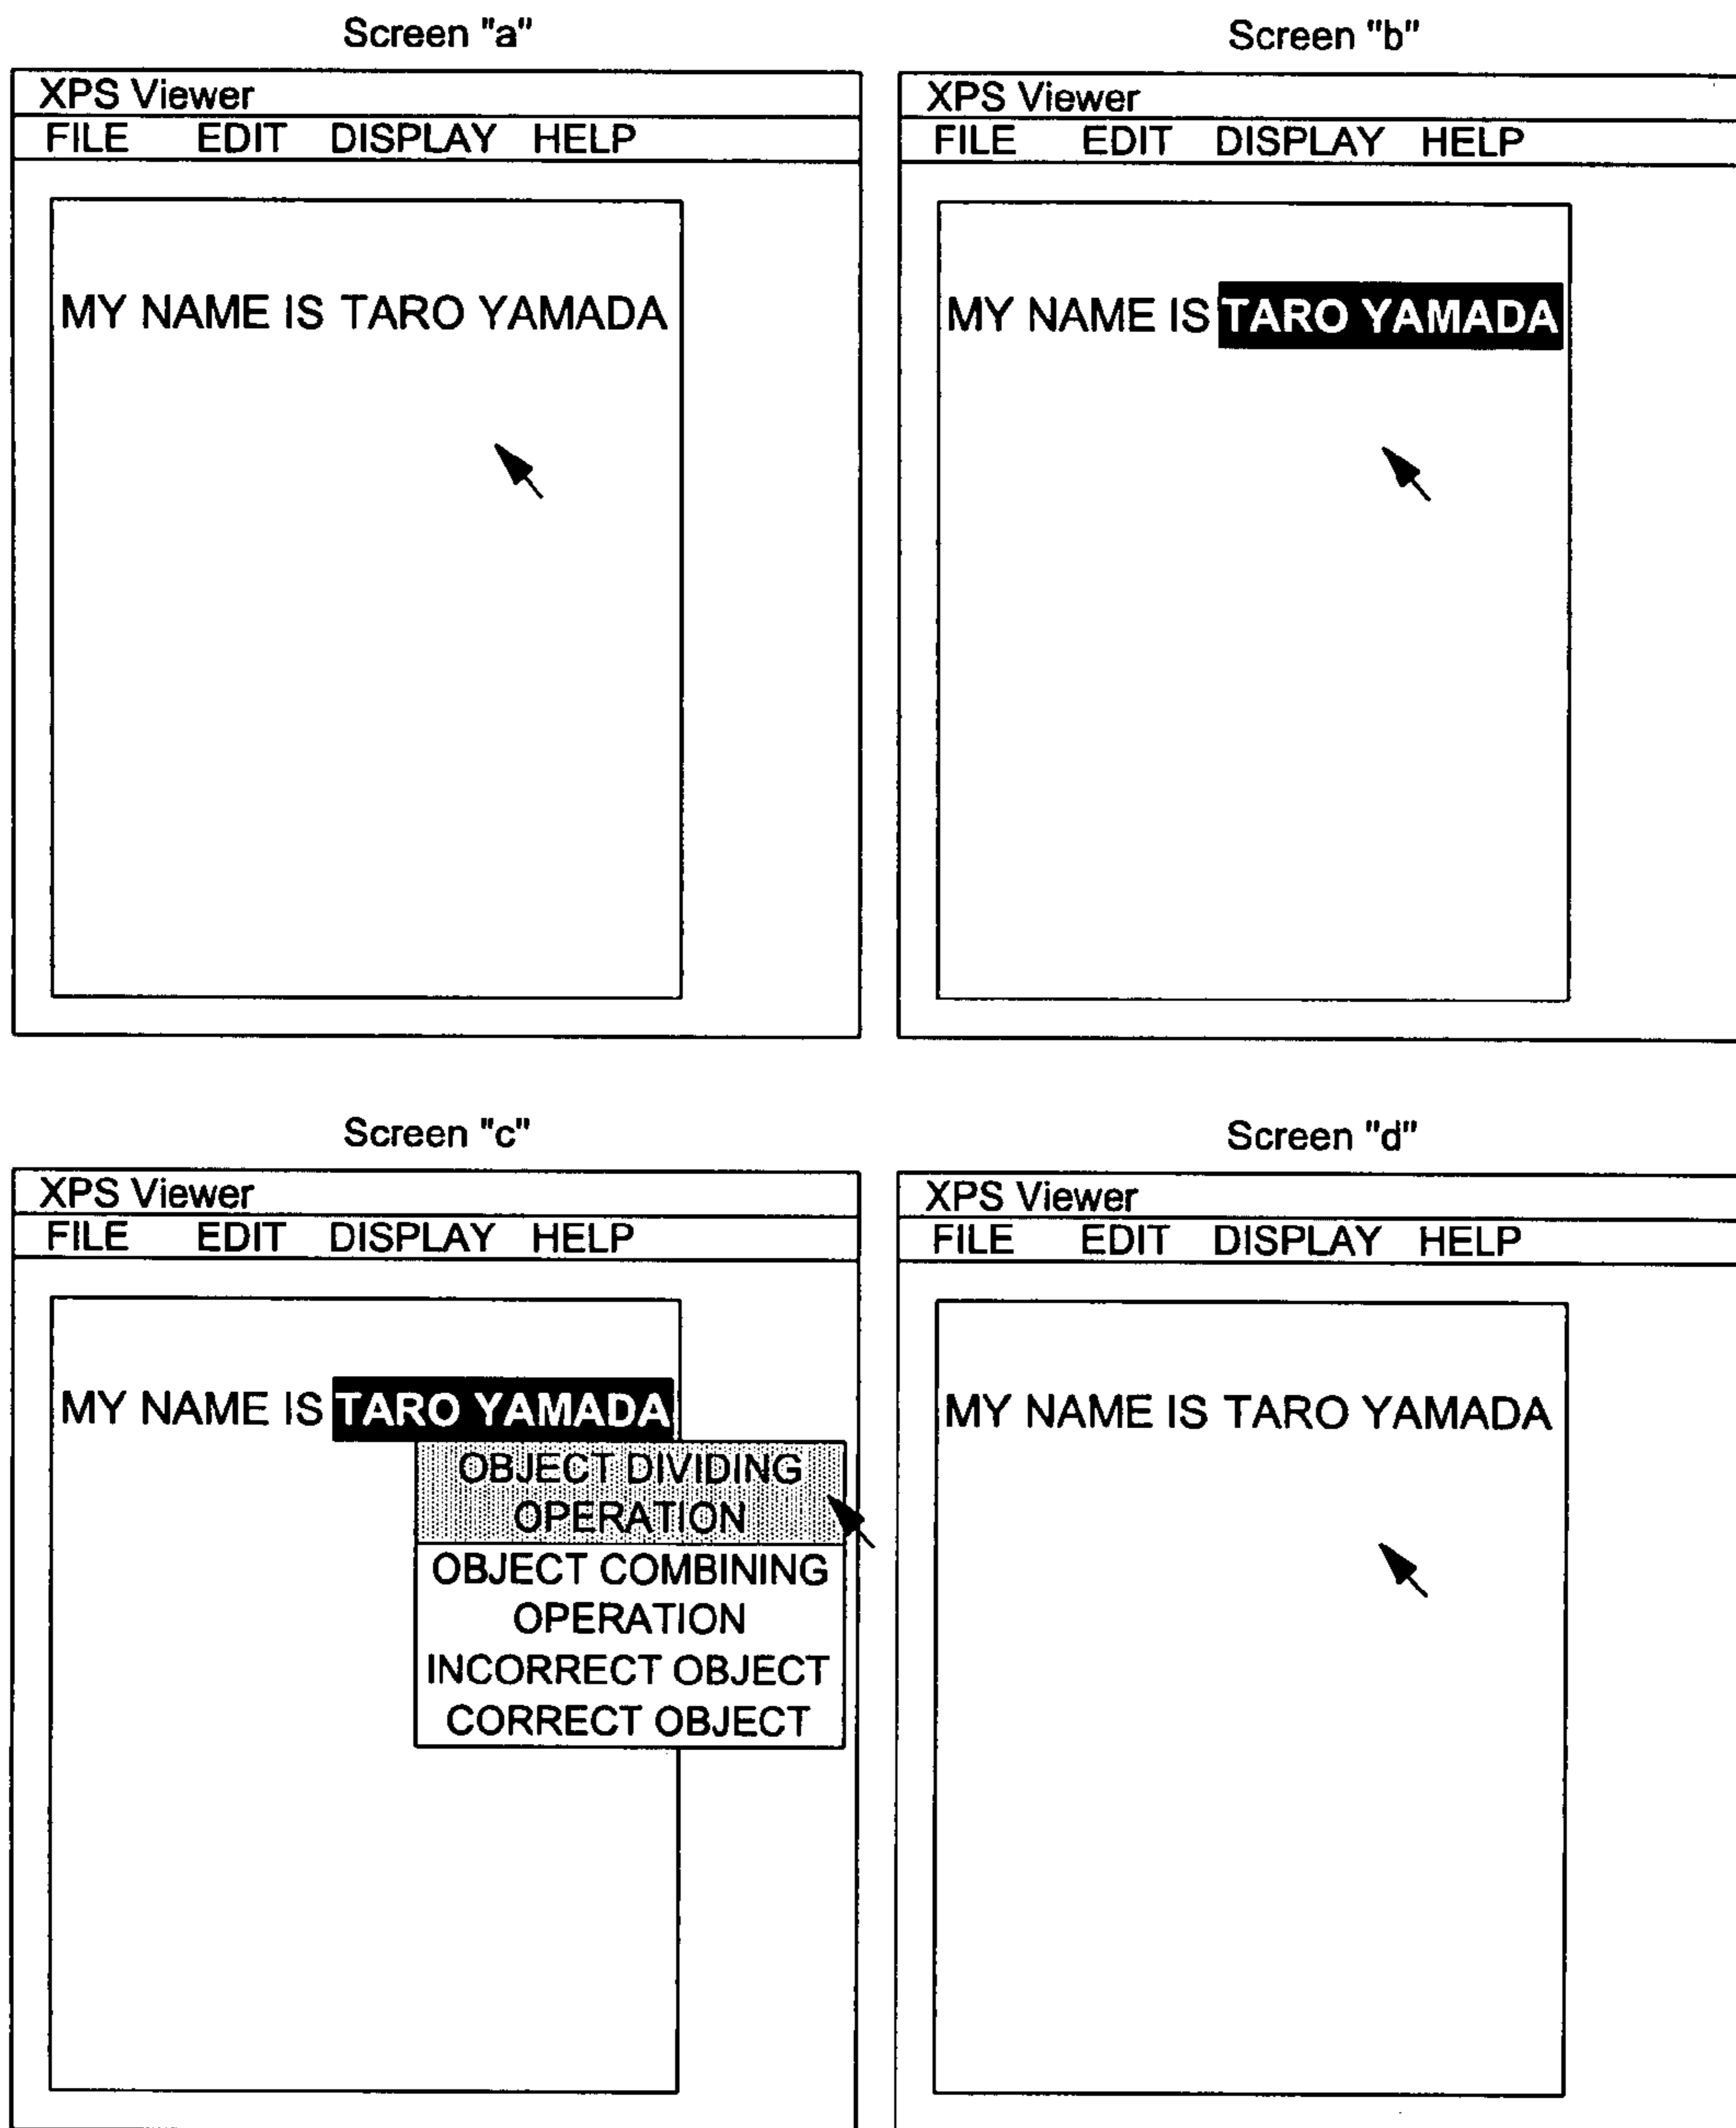 Screen "a"
XPS Viewer
FILE EDIT DISPLAY HELP
MY NAME IS TARO YAMADA
Screen "b"
XPS Viewer
FILE EDIT DISPLAY HELP
MY NAME IS TARO YAMADA
Screen "c"
XPS Viewer
FILE EDIT DISPLAY HELP
MY NAME IS TARO YAMADA
OBJECT DIVIDING
OPERATION
OBJECT COMBINING
OPERATION
INCORRECT OBJECT
CORRECT OBJECT
Screen "d"
XPS Viewer
FILE EDIT DISPLAY HELP
MY NAME IS TARO YAMADA